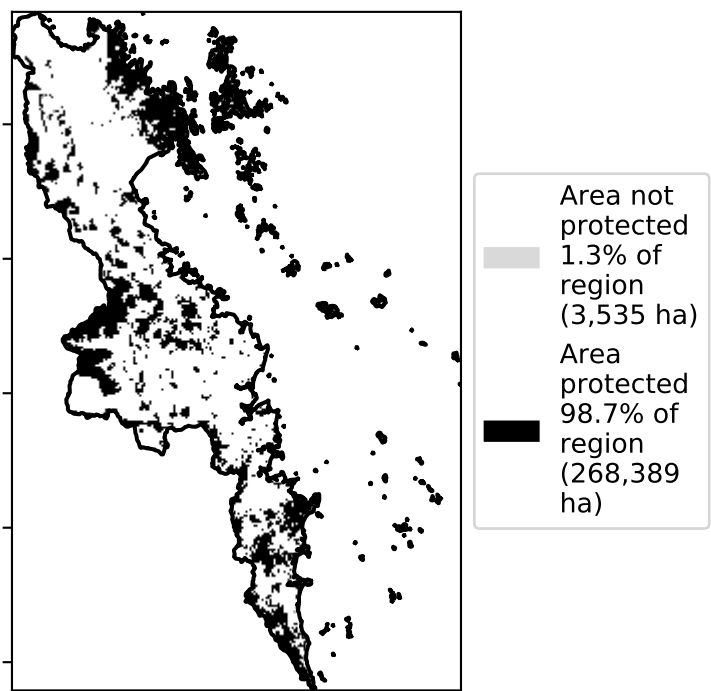 Area not
protected
1.3% of
region
(3,535 ha)
Area
protected
98.7% of
region
(268,389
ha)